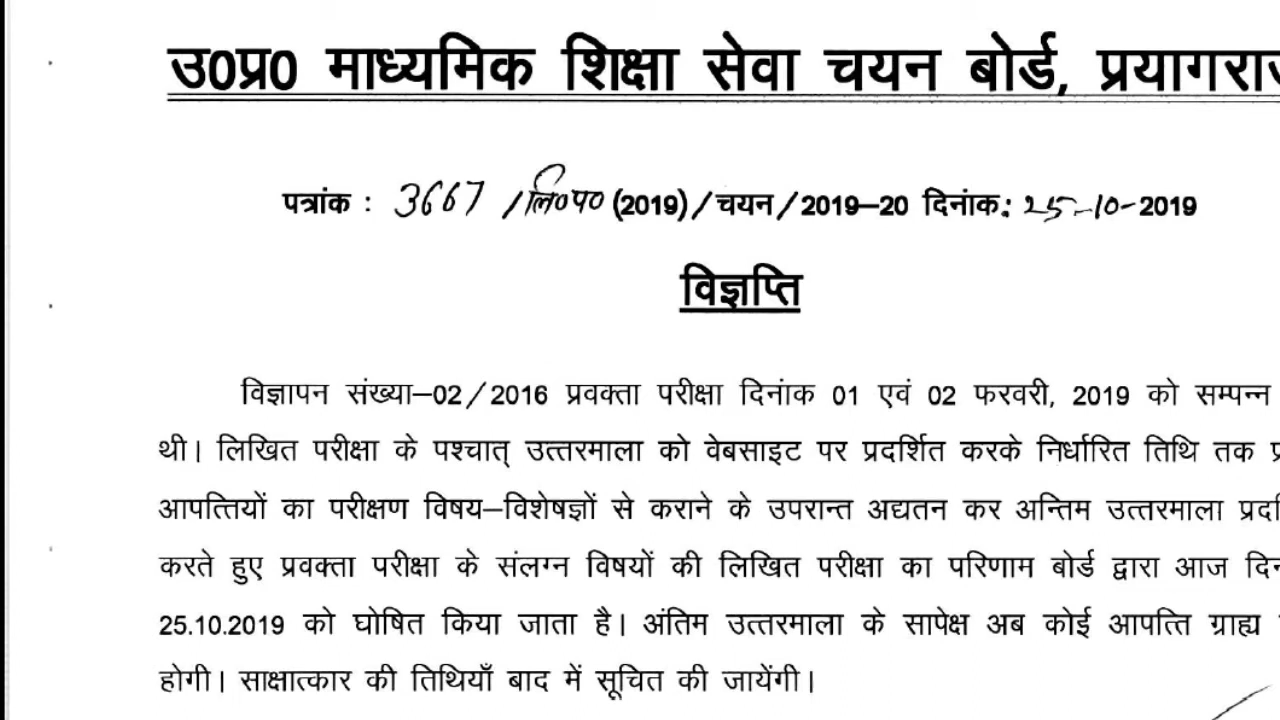 उ0प्र0 माध्यमिक शिक्षा सेवा चयन बोर्ड, प्रयागराज
पत्रांक : 3667 /लि०प० (2019)/चयन/2019–20 दिनांक: 25-10-2019
विज्ञप्ति
विज्ञापन संख्या–02/2016 प्रवक्ता परीक्षा दिनांक 01 एवं 02 फरवरी, 2019 को सम्पन्न
थी। लिखित परीक्षा के पश्चात् उत्तरमाला को वेबसाइट पर प्रदर्शित करके निर्धारित तिथि तक
आपत्तियों का परीक्षण विषय–विशेषज्ञों से कराने के उपरान्त अद्यतन कर अन्तिम उत्तरमाला
करते हुए प्रवक्ता परीक्षा के संलग्न विषयों की लिखित परीक्षा का परिणाम बोर्ड द्वारा आज
25.10.2019 को घोषित किया जाता है। अंतिम उत्तरमाला के सापेक्ष अब कोई आपत्ति ग्राह्य
होगी। साक्षात्कार की तिथियाँ बाद में सूचित की जायेंगी।